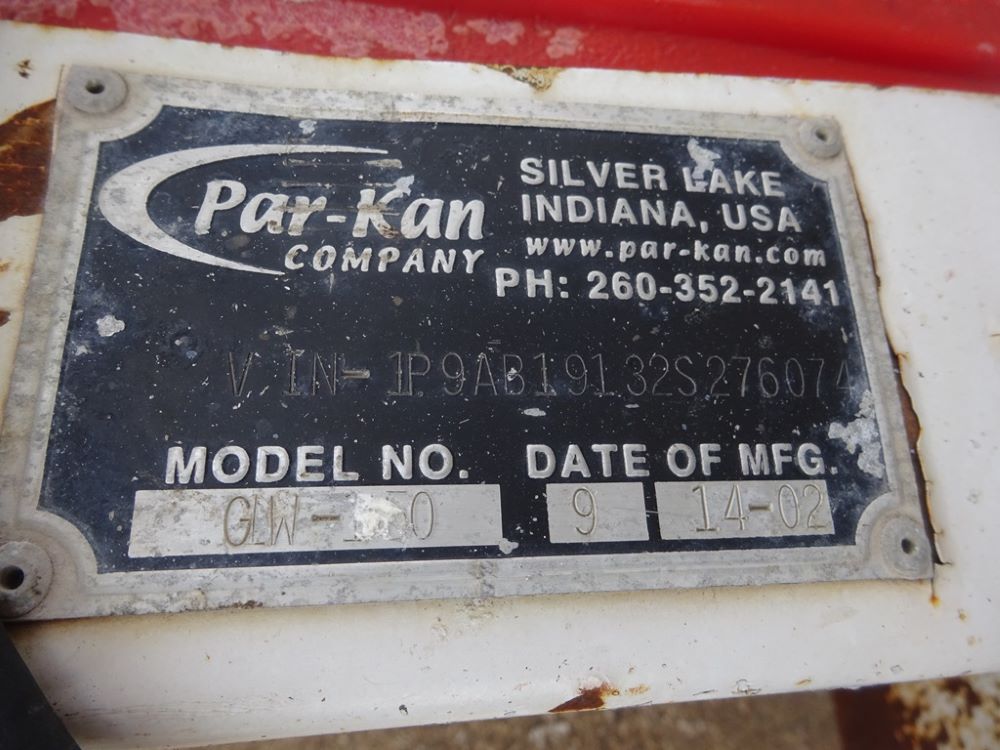 Par-Kan
COMPANY
SILVER LAKE
INDIANA, USA
www.par-kan.com
PH: 260-352-2141
VIN-1P9AB19132S276074
MODEL NO.
DATE OF MFG.
9
14-02